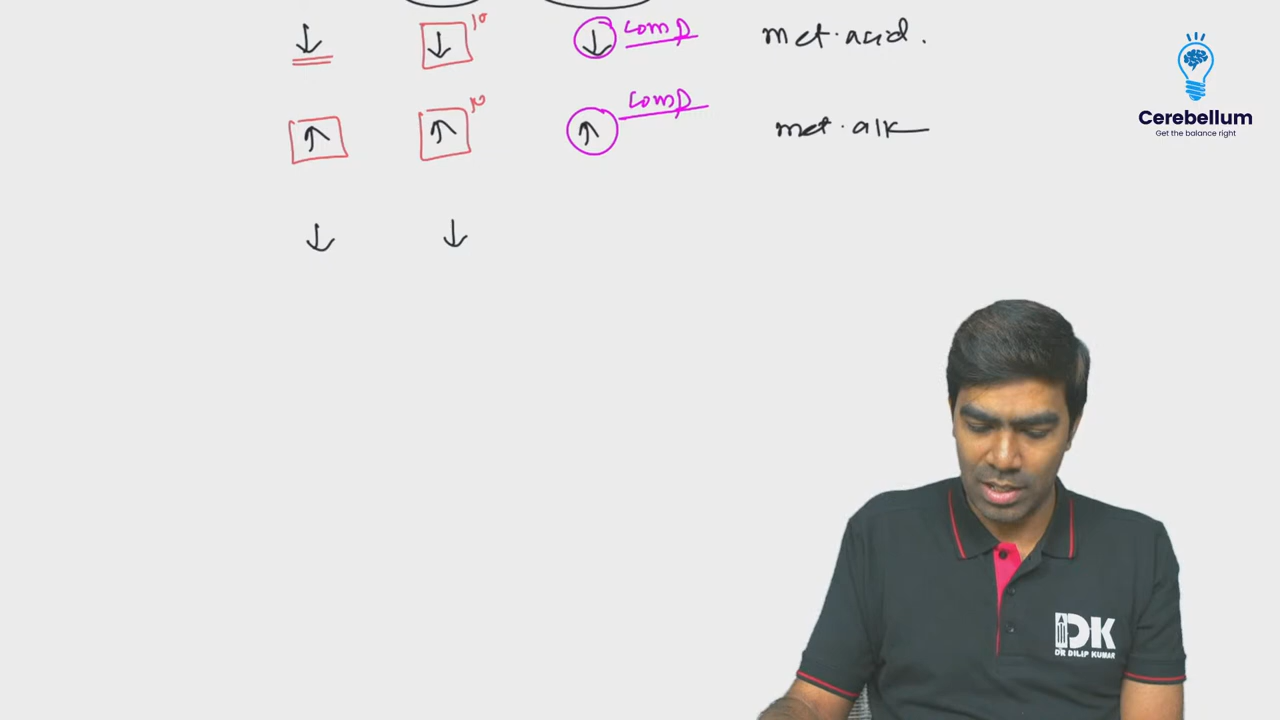 ↓ ↓ 1° ↓ comp met. acid.
↑ ↑ 1° ↑ comp met. alk
↓ ↓
Cerebellum
Get the balance right
DK
DR DILIP KUMAR